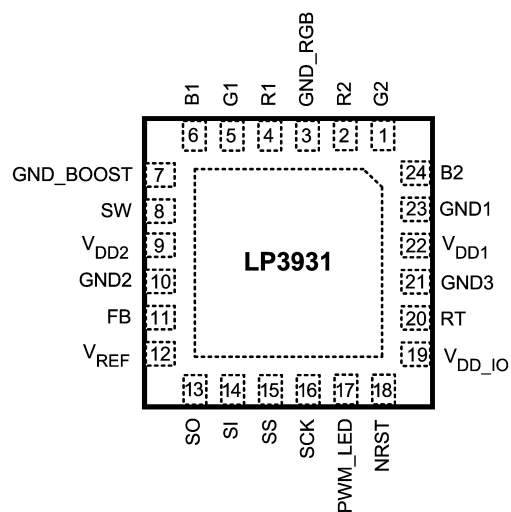 B1 G1 R1 GND_RGB R2 G2
6 5 4 3 2 1
GND_BOOST 7 24 B2
SW 8 23 GND1
VDD2 9 22 VDD1
LP3931
GND2 10 21 GND3
FB 11 20 RT
VREF 12 19 VDD_IO
13 14 15 16 17 18
SO SI SS SCK PWM_LED NRST